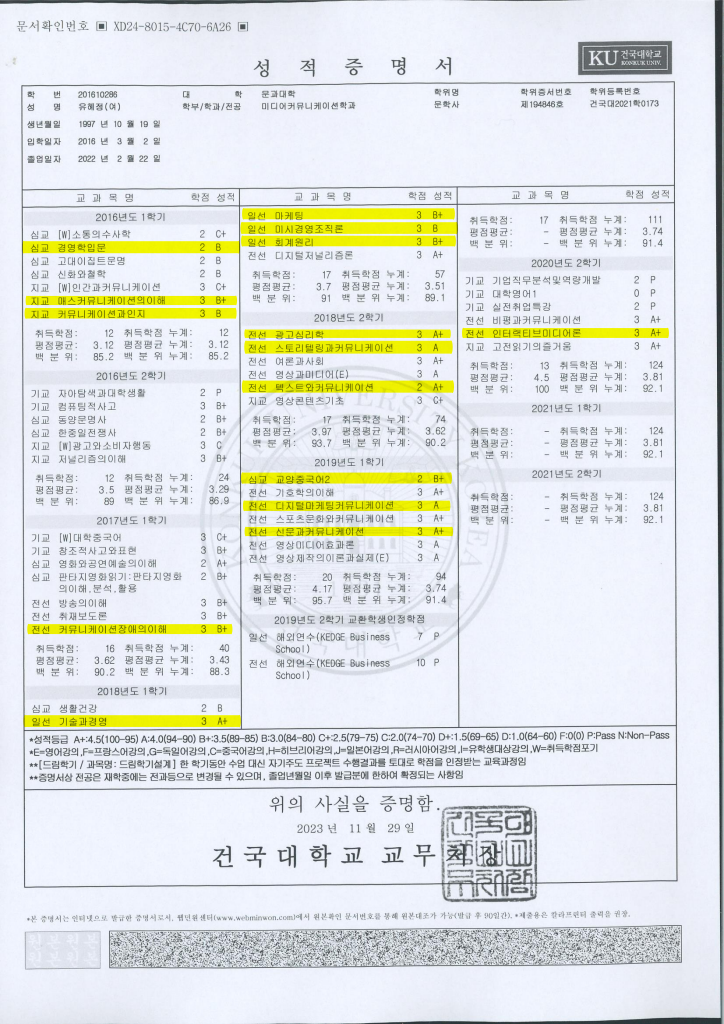 문서확인번호 ▣ XD24-8015-4C70-6A26 ▣
성 적 증 명 서
KU 건국대학교
KONKUK UNIV.
학 번 201610286 대 학 문과대학 학위명 학위증서번호 학위등록번호
성 명 유혜정(여) 학부/학과/전공 미디어커뮤니케이션학과 문학사 제194846호 건국대2021학0173
생년월일 1997 년 10 월 19 일
입학일자 2016 년 3 월 2 일
졸업일자 2022 년 2 월 22 일
교 과 목 명 학점 성적
2016년도 1학기
심교 [W]소통의수사학 2 C+
심교 경영학입문 2 B
심교 고대이집트문명 2 B
심교 신화와철학 2 B
지교 [W]인간과커뮤니케이션 3 C+
지교 매스커뮤니케이션의이해 3 B+
지교 커뮤니케이션과인지 3 B
취득학점: 12 취득학점 누계: 12
평점평균: 3.12 평점평균 누계: 3.12
백 분 위: 85.2 백 분 위 누계: 85.2
2016년도 2학기
기교 자아탐색과대학생활 2 P
기교 컴퓨팅적사고 3 B+
심교 동양문명사 2 B+
심교 한중일전쟁사 2 B+
지교 [W]광고와소비자행동 3 C
지교 저널리즘의이해 3 B+
취득학점: 12 취득학점 누계: 24
평점평균: 3.5 평점평균 누계: 3.29
백 분 위: 89 백 분 위 누계: 86.9
2017년도 1학기
기교 [W]대학중국어 3 C+
기교 창조적사고와표현 3 B+
심교 영화와공연예술의이해 2 A+
심교 판타지영화읽기:판타지영화 2 B+
의이해,분석,활용
전선 방송의이해 3 B+
전선 취재보도론 3 B+
전선 커뮤니케이션장애의이해 3 B+
취득학점: 16 취득학점 누계: 40
평점평균: 3.62 평점평균 누계: 3.43
백 분 위: 90.2 백 분 위 누계: 88.3
2018년도 1학기
심교 생활건강 2 B
일선 기술과경영 3 A+
교 과 목 명 학점 성적
일선 마케팅 3 B+
일선 미시경영조직론 3 B
일선 회계원리 3 B+
전선 디지털저널리즘론 3 A+
취득학점: 17 취득학점 누계: 57
평점평균: 3.7 평점평균 누계: 3.51
백 분 위: 91 백 분 위 누계: 89.1
2018년도 2학기
전선 광고심리학 3 A+
전선 스토리텔링과커뮤니케이션 3 A
전선 여론과사회 3 A+
전선 영상과미디어(E) 3 A
전선 텍스트와커뮤니케이션 2 A+
지교 영상콘텐츠기초 3 C+
취득학점: 17 취득학점 누계: 74
평점평균: 3.97 평점평균 누계: 3.62
백 분 위: 93.7 백 분 위 누계: 90.2
2019년도 1학기
심교 교양중국어2 2 B+
전선 기호학의이해 3 A+
전선 디지털마케팅커뮤니케이션 3 A
전선 스포츠문화와커뮤니케이션 3 A+
전선 신문과커뮤니케이션 3 A+
전선 영상미디어효과론 3 A
전선 영상제작의이론과실제(E) 3 A
취득학점: 20 취득학점 누계: 94
평점평균: 4.17 평점평균 누계: 3.74
백 분 위: 95.7 백 분 위 누계: 91.4
2019년도 2학기 교환학생인정학점
일선 해외연수(KEDGE Business 7 P
School)
전선 해외연수(KEDGE Business 10 P
School)
교 과 목 명 학점 성적
취득학점: 17 취득학점 누계: 111
평점평균: - 평점평균 누계: 3.74
백 분 위: - 백 분 위 누계: 91.4
2020년도 2학기
기교 기업직무분석및역량개발 2 P
기교 대학영어1 0 P
기교 실전취업특강 2 P
전선 비평과커뮤니케이션 3 A+
전선 인터랙티브미디어론 3 A+
지교 고전읽기의즐거움 3 A+
취득학점: 13 취득학점 누계: 124
평점평균: 4.5 평점평균 누계: 3.81
백 분 위: 100 백 분 위 누계: 92.1
2021년도 1학기
취득학점: - 취득학점 누계: 124
평점평균: - 평점평균 누계: 3.81
백 분 위: - 백 분 위 누계: 92.1
2021년도 2학기
취득학점: - 취득학점 누계: 124
평점평균: - 평점평균 누계: 3.81
백 분 위: - 백 분 위 누계: 92.1
*성적등급 A+:4.5(100-95) A:4.0(94-90) B+:3.5(89-85) B:3.0(84-80) C+:2.5(79-75) C:2.0(74-70) D+:1.5(69-65) D:1.0(64-60) F:0(0) P:Pass N:Non-Pass
*E=영어강의,F=프랑스어강의,G=독일어강의,C=중국어강의,H=히브리어강의,J=일본어강의,R=러시아어강의,I=유학생대상강의,W=취득학점포기
**[드림학기 / 과목명: 드림학기설계] 한 학기동안 수업 대신 자기주도 프로젝트 수행결과를 토대로 학점을 인정받는 교육과정임
**증명서상 전공은 재학중에는 전과등으로 변경될 수 있으며, 졸업년월일 이후 발급분에 한하여 확정되는 사항임
위의 사실을 증명함.
2023 년 11 월 29 일
건국대학교 교무처장
*본 증명서는 인터넷으로 발급한 증명서로서, 웹민원센터(www.webminwon.com)에서 원본확인 문서번호를 통해 원본대조가 가능(발급 후 90일간). *제출용은 칼라프린터 출력을 권장.